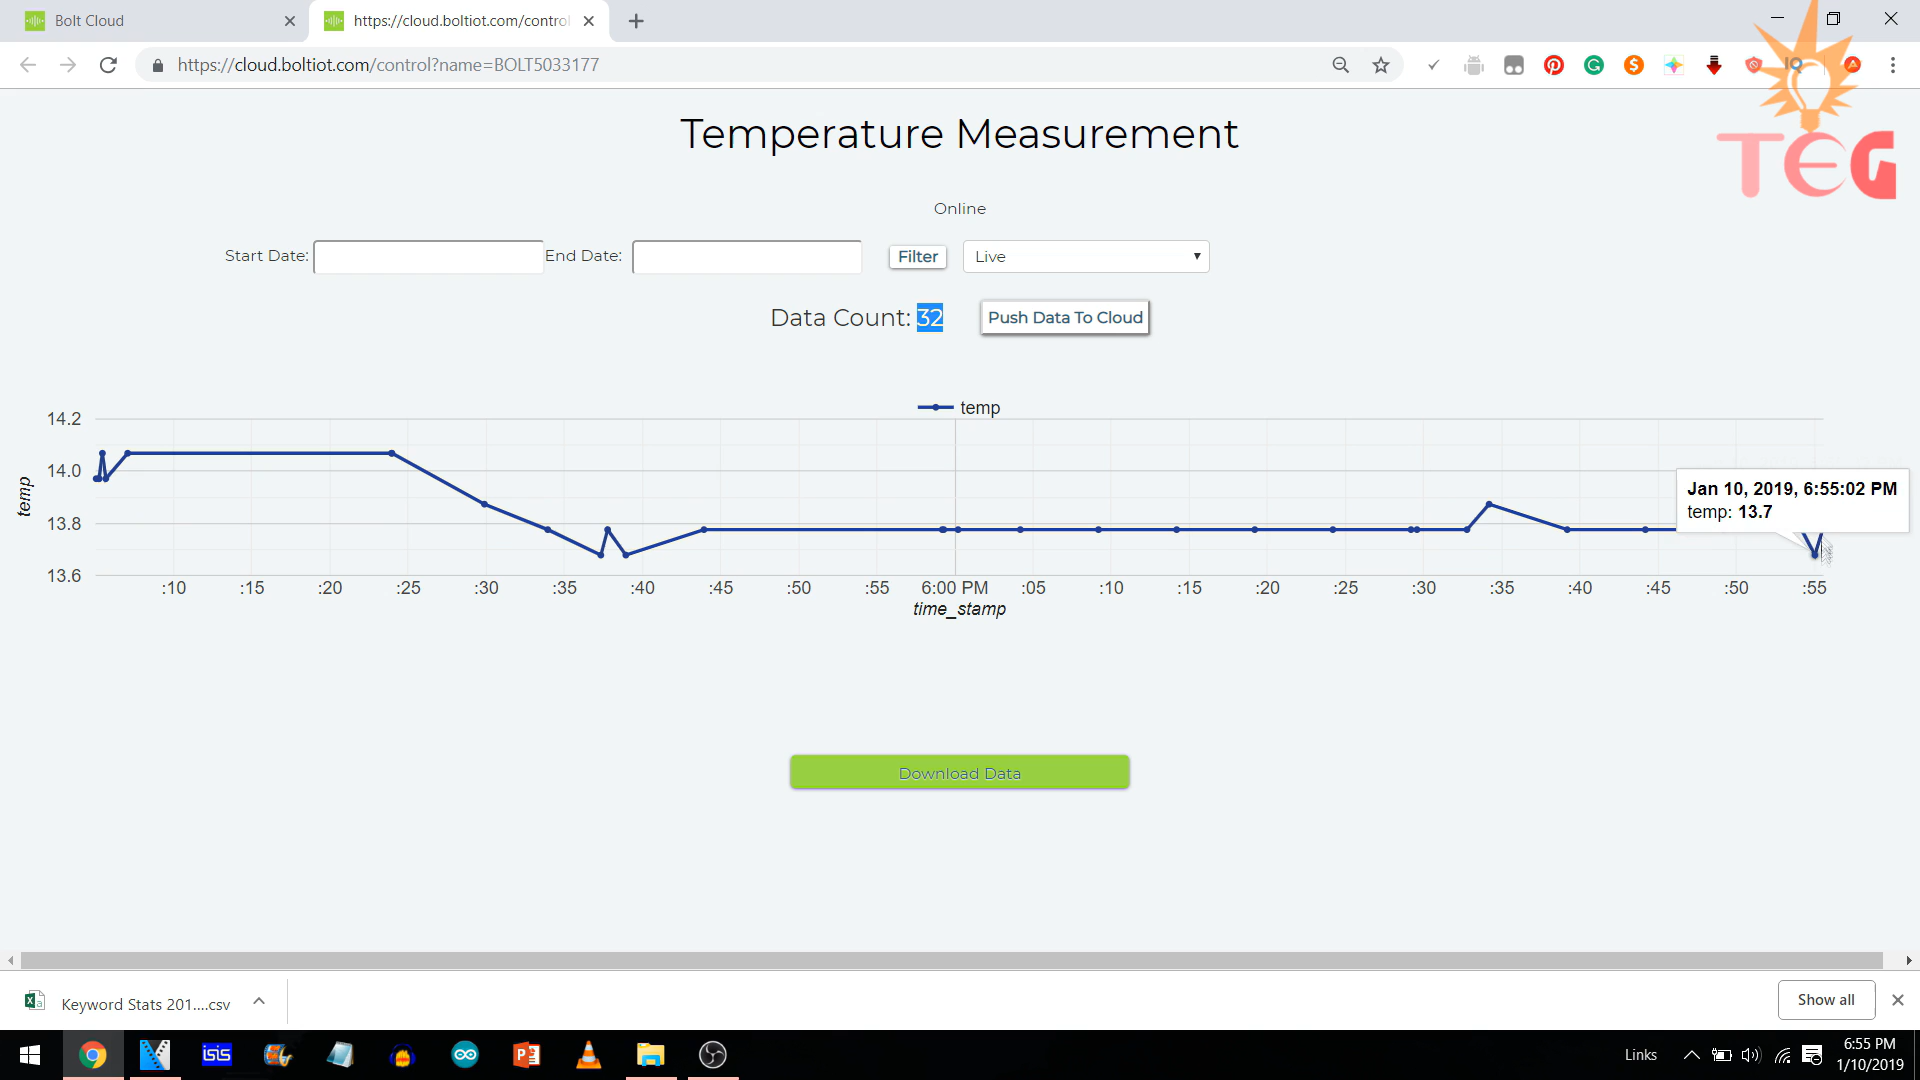 Bolt Cloud
https://cloud.boltiot.com/contro
https://cloud.boltiot.com/control?name=BOLT5033177
IQ
TEG
Temperature Measurement
Online
Start Date:
End Date:
Filter
Live
Data Count: 32
Push Data To Cloud
temp
14.2
14.0
13.8
13.6
temp
Jan 10, 2019, 6:55:02 PM
temp: 13.7
:10 :15 :20 :25 :30 :35 :40 :45 :50 :55 6:00 PM :05 :10 :15 :20 :25 :30 :35 :40 :45 :50 :55
time_stamp
Download Data
Keyword Stats 201....csv
Show all
isis
Links
6:55 PM
1/10/2019